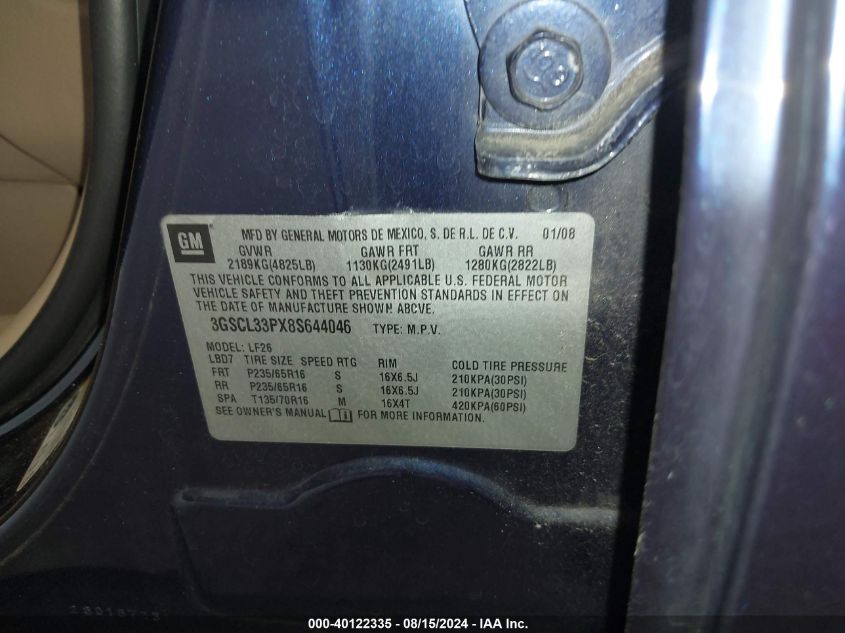 GM
MFD BY GENERAL MOTORS DE MEXICO, S. DE R.L. DE C.V. 01/08
GVWR GAWR FRT GAWR RR
2189KG(4825LB) 1130KG(2491LB) 1280KG(2822LB)
THIS VEHICLE CONFORMS TO ALL APPLICABLE U.S. FEDERAL MOTOR
VEHICLE SAFETY AND THEFT PREVENTION STANDARDS IN EFFECT ON
THE DATE OF MANUFACTURE SHOWN ABOVE.
3GSCL33PX8S644046 TYPE: M.P.V.
MODEL: LF26
LBD7 TIRE SIZE SPEED RTG RIM COLD TIRE PRESSURE
FRT P235/65R16 S 16X6.5J 210KPA(30PSI)
RR P235/65R16 S 16X6.5J 210KPA(30PSI)
SPA T135/70R16 M 16X4T 420KPA(60PSI)
SEE OWNER'S MANUAL FOR MORE INFORMATION.
000-40122335 - 08/15/2024 - IAA Inc.